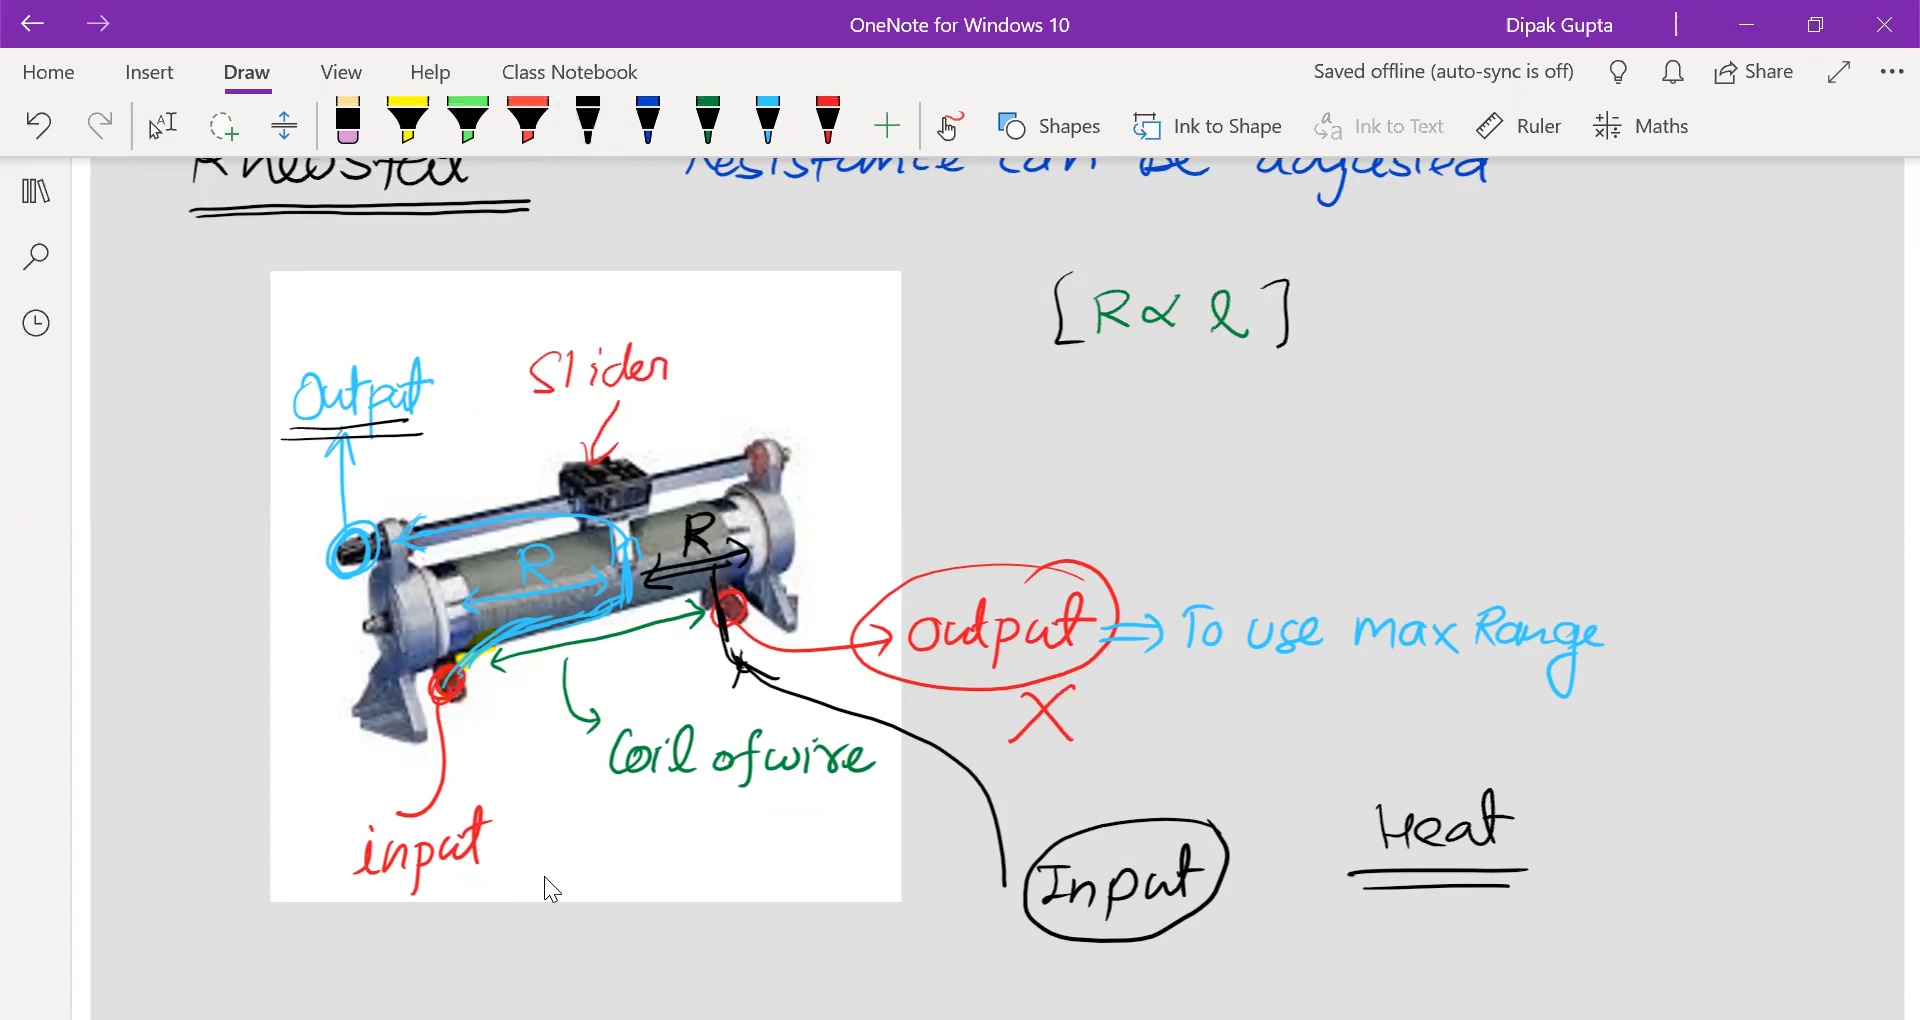 OneNote for Windows 10
Dipak Gupta
Home Insert Draw View Help Class Notebook
Saved offline (auto-sync is off) Share
Shapes Ink to Shape Ink to Text Ruler Maths
Rheostat Resistance can be adjusted
[R ∝ l]
Slider
Output
R
R
output ⇒ To use max Range
X
Coil of wire
input
Heat
Input